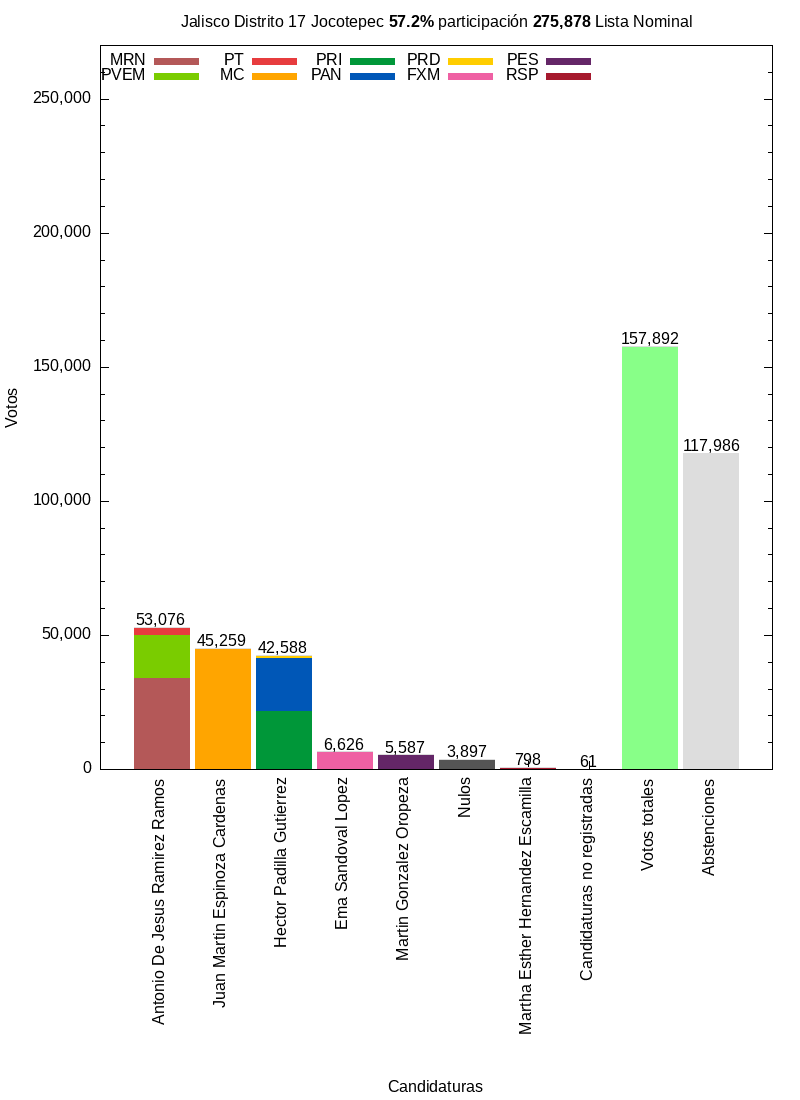 Jalisco Distrito 17 Jocotepec 57.2% participación 275,878 Lista Nominal
MRN PT PRI PRD PES
PVEM MC PAN FXM RSP
250,000
200,000
150,000
100,000
50,000
0
Votos
53,076
45,259
42,588
6,626
5,587
3,897
798
61
157,892
117,986
Antonio De Jesus Ramirez Ramos
Juan Martin Espinoza Cardenas
Hector Padilla Gutierrez
Ema Sandoval Lopez
Martin Gonzalez Oropeza
Nulos
Martha Esther Hernandez Escamilla
Candidaturas no registradas
Votos totales
Abstenciones
Candidaturas